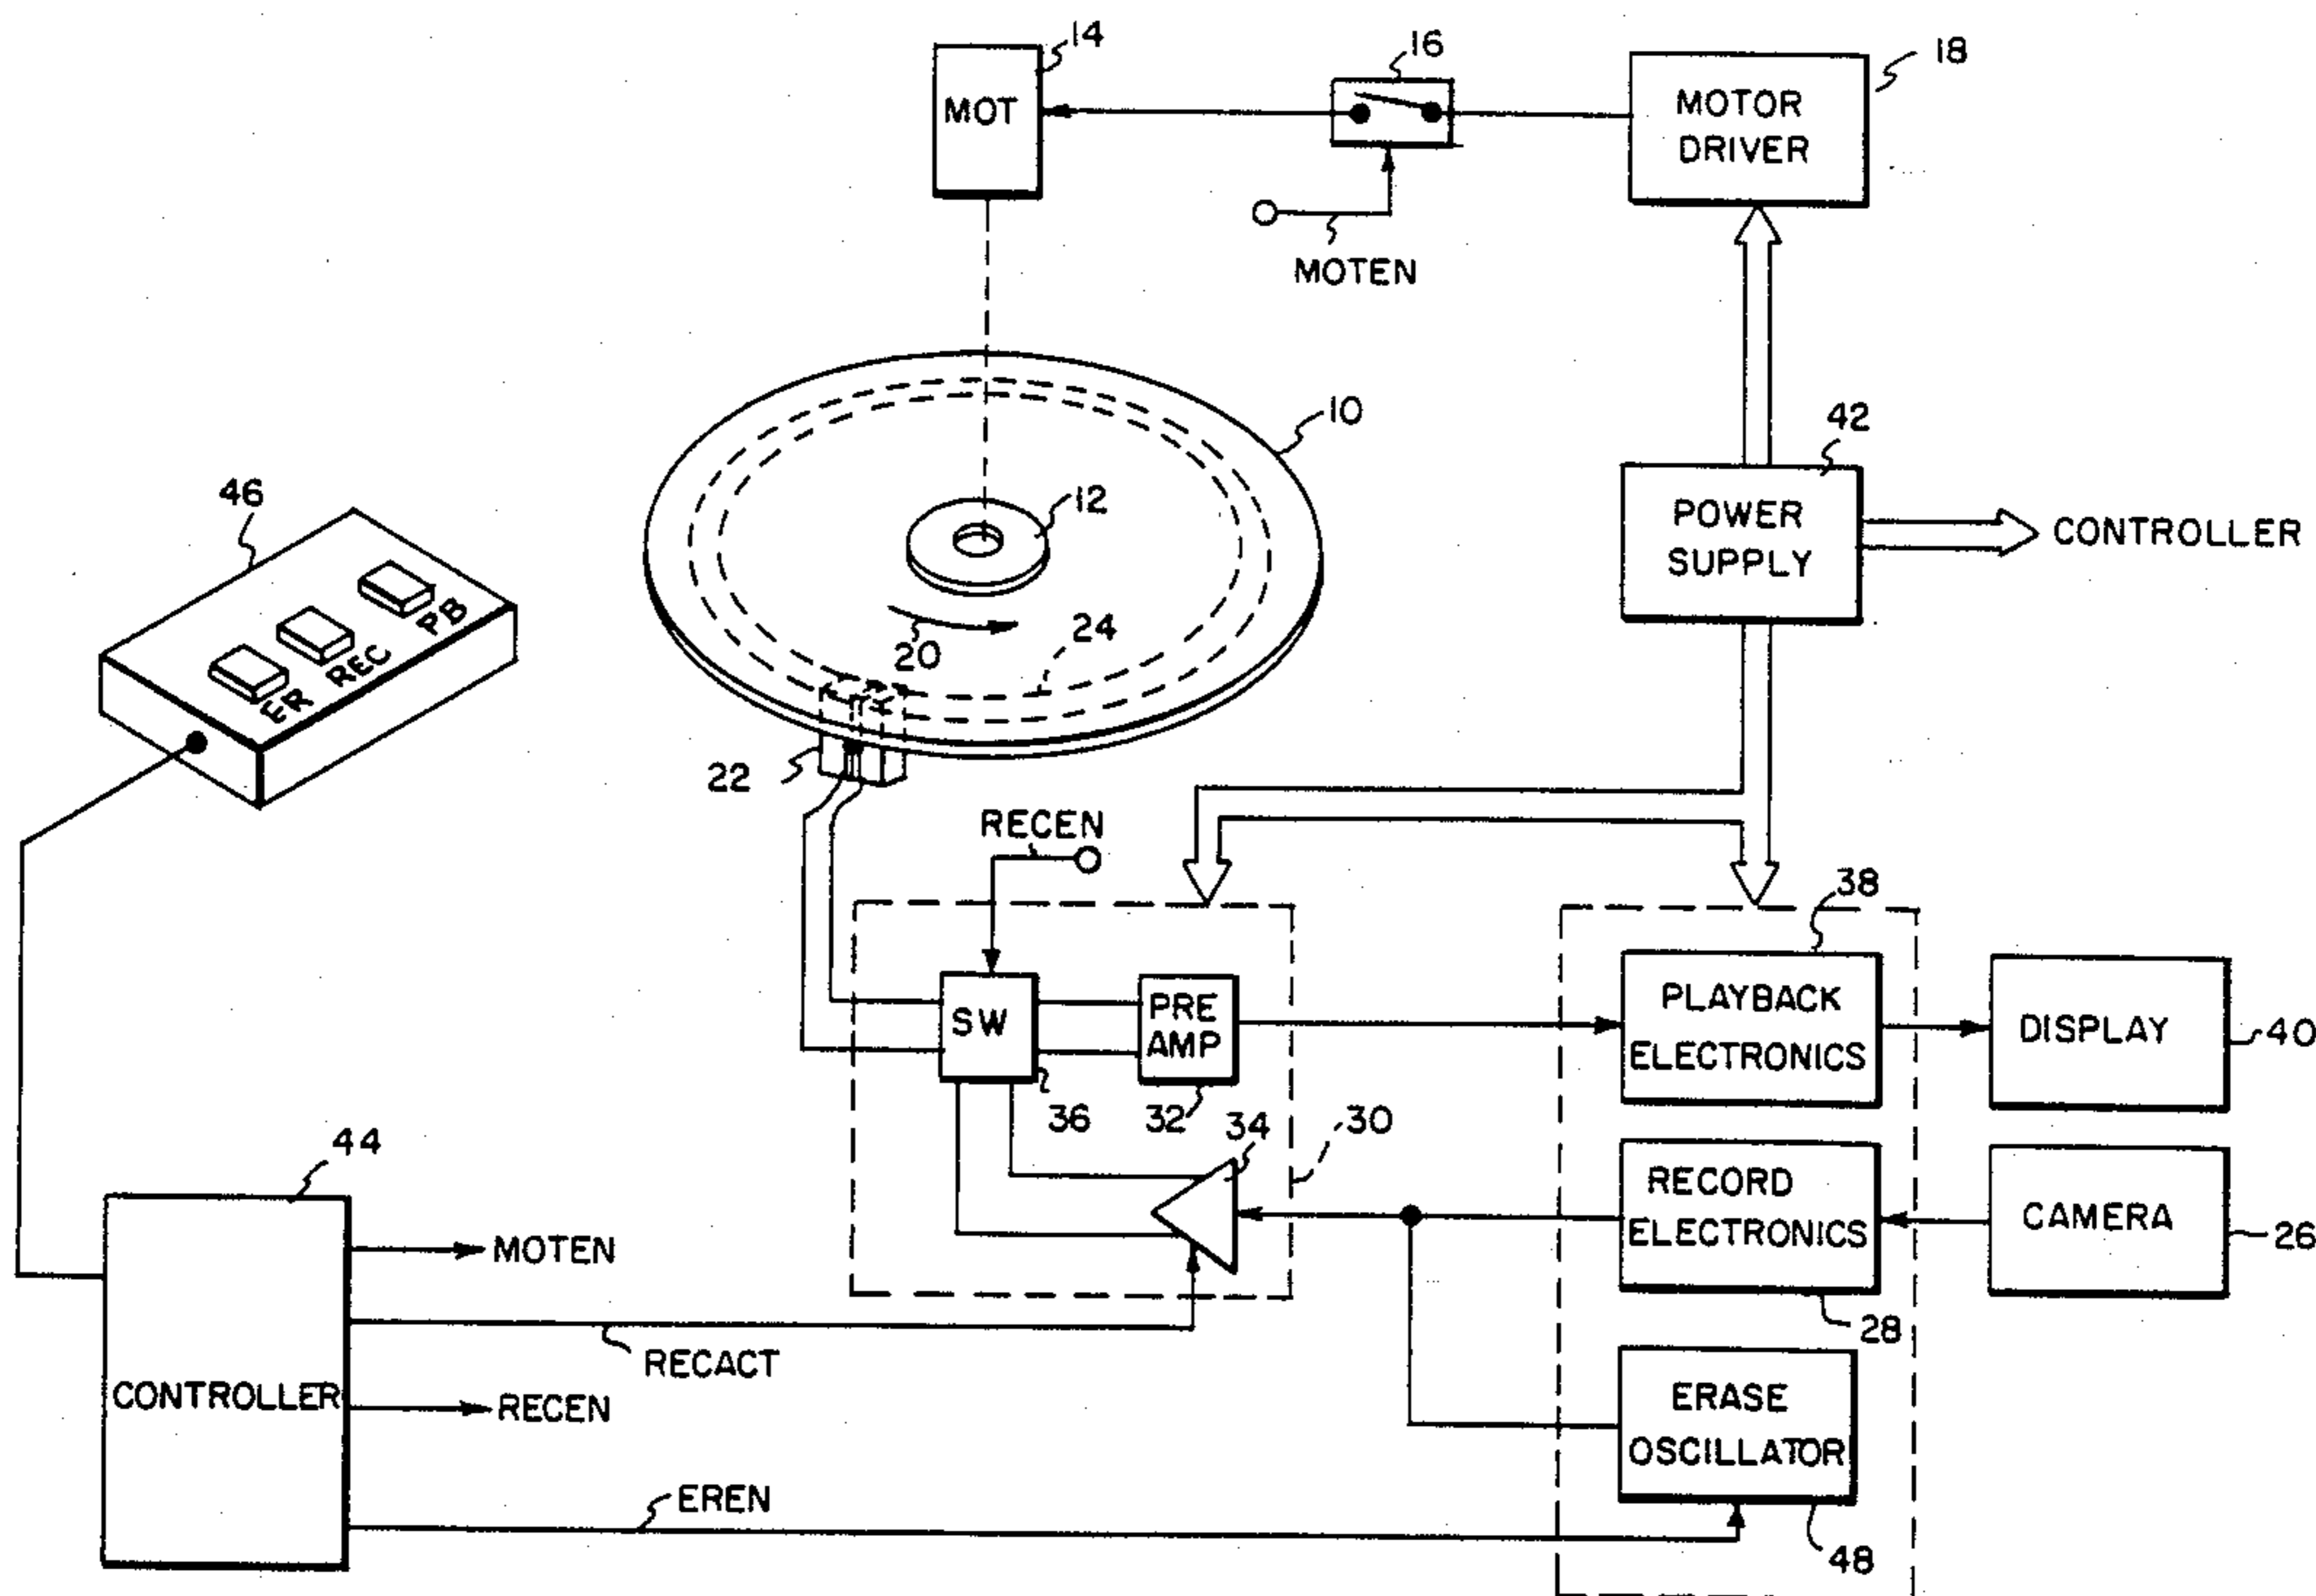 14
16
18
MOT
MOTOR
DRIVER
MOTEN
10
42
46
12
POWER
SUPPLY
CONTROLLER
PB
REC
ER
20
24
22
RECEN
38
SW
PRE
AMP
PLAYBACK
ELECTRONICS
DISPLAY
40
36
32
34
30
44
RECORD
ELECTRONICS
CAMERA
26
MOTEN
28
RECACT
CONTROLLER
RECEN
ERASE
OSCILLATOR
EREN
48